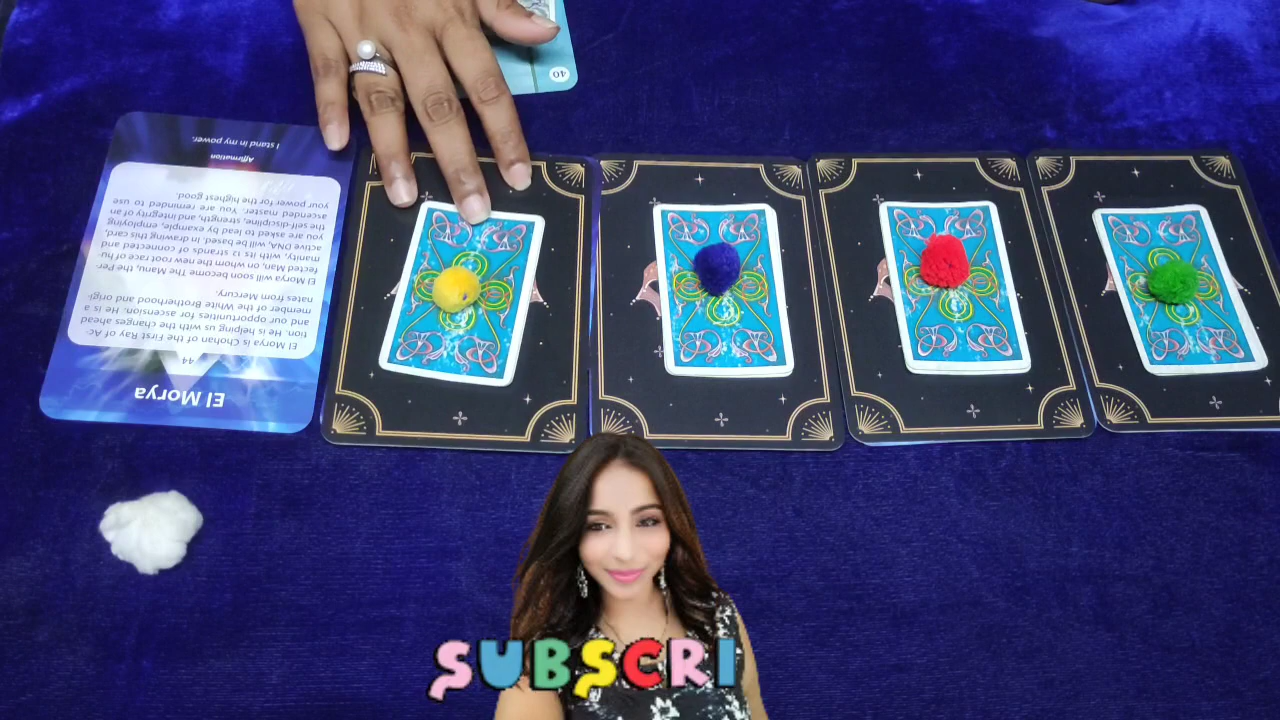 El Morya
44
El Morya is Chohan of the First Ray of Ac-
tion. He is helping us with the changes ahead
and our opportunities for ascension. He is a
member of the White Brotherhood and origi-
nates from Mercury.
El Morya will soon become The Manu, the Per-
fected Man, on whom the new root race of hu-
manity, with its 12 strands of connected and
active DNA, will be based. In drawing this card,
you are asked to lead by example, employing
the self-discipline, strength, and integrity of an
ascended master. You are reminded to use
your power for the highest good.
Affirmation
I stand in my power.
40
SUBSCRI